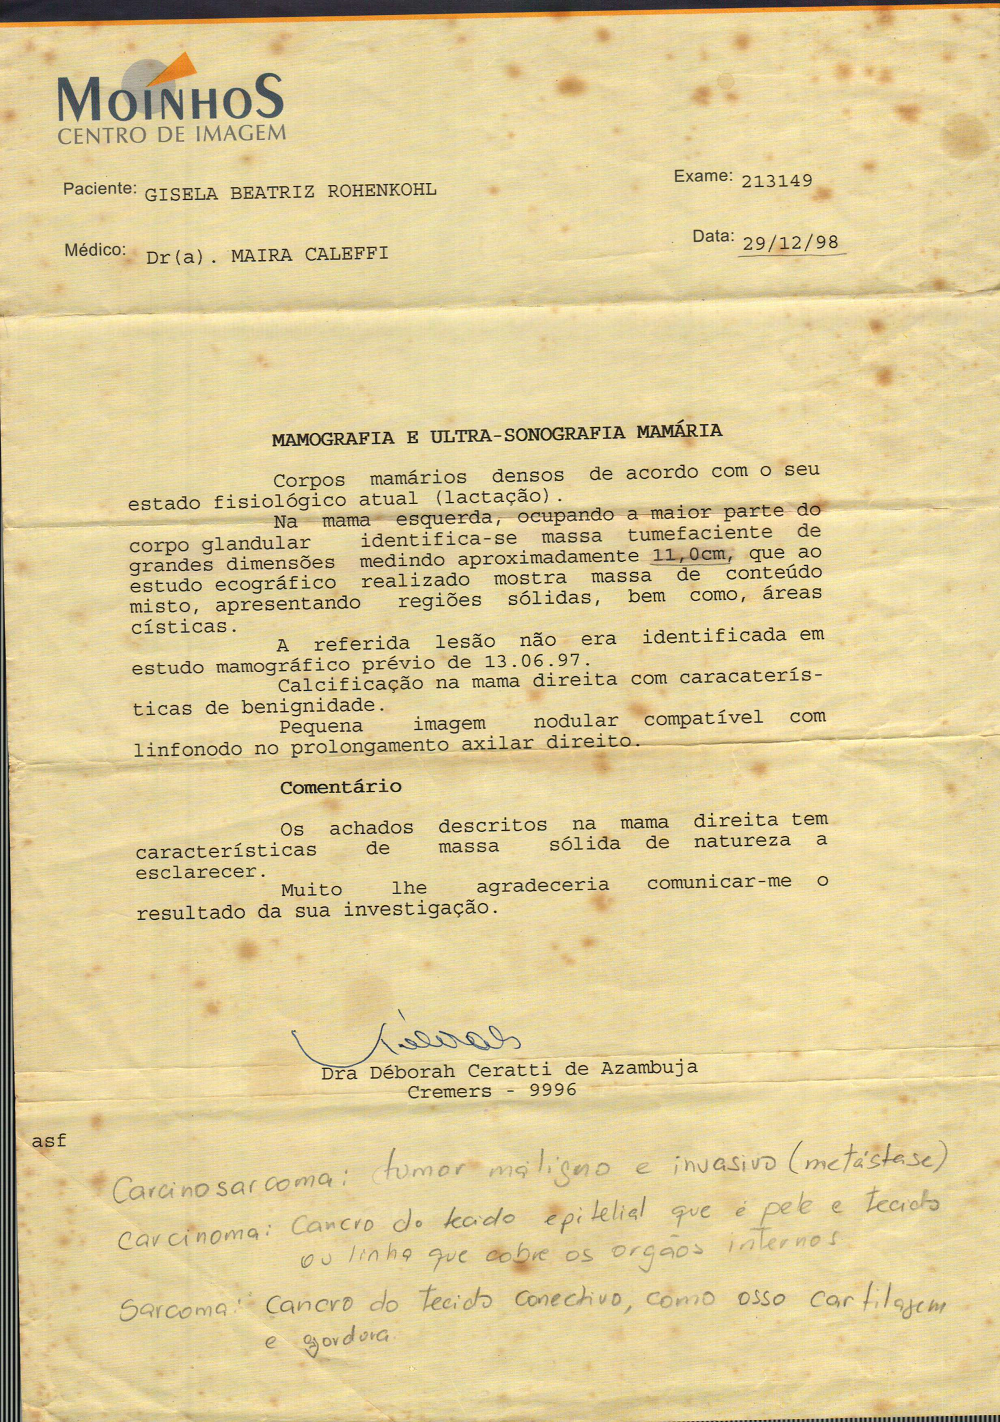 MOINHOS
CENTRO DE IMAGEM
Paciente: GISELA BEATRIZ ROHENKOHL
Exame: 213149
Médico: Dr(a). MAIRA CALEFFI
Data: 29/12/98
MAMOGRAFIA E ULTRA-SONOGRAFIA MAMÁRIA
Corpos mamários densos de acordo com o seu
estado fisiológico atual (lactação).
Na mama esquerda, ocupando a maior parte do
corpo glandular identifica-se massa tumefaciente de
grandes dimensões medindo aproximadamente 11,0cm, que ao
estudo ecográfico realizado mostra massa de conteúdo
misto, apresentando regiões sólidas, bem como, áreas
císticas.
A referida lesão não era identificada em
estudo mamográfico prévio de 13.06.97.
Calcificação na mama direita com caracaterís-
ticas de benignidade.
Pequena imagem nodular compatível com
linfonodo no prolongamento axilar direito.
Comentário
Os achados descritos na mama direita tem
características de massa sólida de natureza a
esclarecer.
Muito lhe agradeceria comunicar-me o
resultado da sua investigação.
Dra Déborah Ceratti de Azambuja
Cremers - 9996
asf
Carcinosarcoma: tumor maligno e invasivo (metástase)
Carcinoma: Cancro do tecido epitelial que é pele e tecido
ou linha que cobre os orgãos internos
Sarcoma: Cancro do tecido conectivo, como osso cartilagem
e gordura.